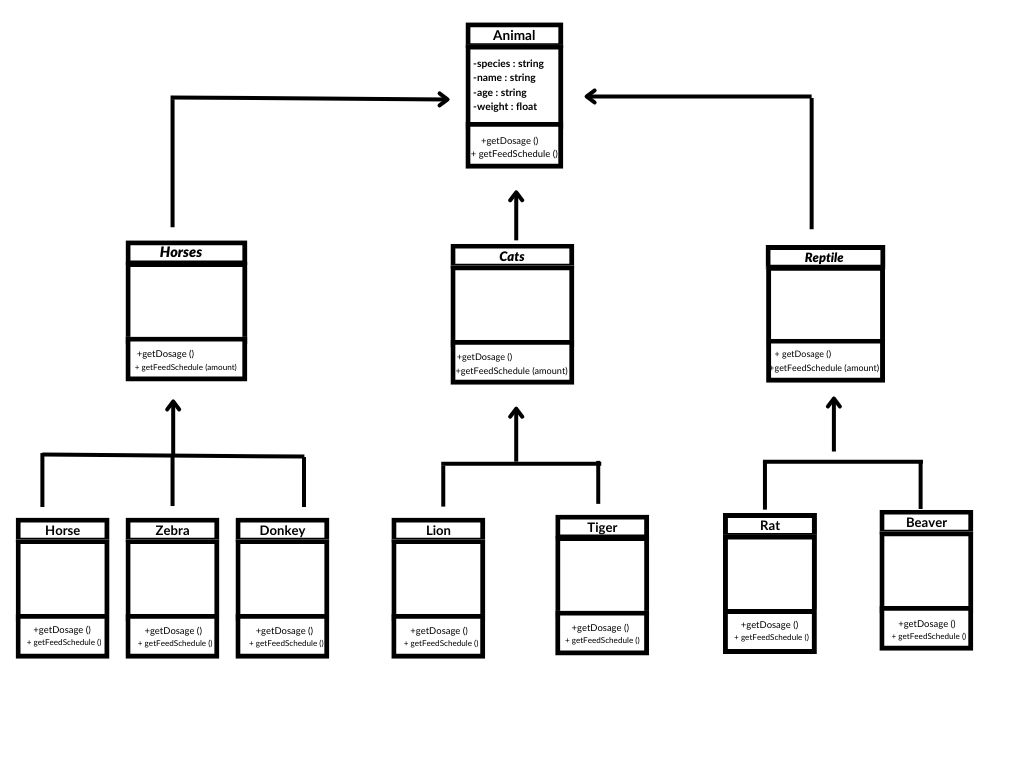 Animal
-species : string
-name : string
-age : string
-weight : float
+getDosage ()
+ getFeedSchedule ()
Horses
+getDosage ()
+ getFeedSchedule (amount)
Cats
+getDosage ()
+getFeedSchedule (amount)
Reptile
+ getDosage ()
+getFeedSchedule (amount)
Horse
+getDosage ()
+ getFeedSchedule ()
Zebra
+getDosage ()
+ getFeedSchedule ()
Donkey
+getDosage ()
+ getFeedSchedule ()
Lion
+getDosage ()
+ getFeedSchedule ()
Tiger
+getDosage ()
+ getFeedSchedule ()
Rat
+getDosage ()
+ getFeedSchedule ()
Beaver
+getDosage ()
+ getFeedSchedule ()